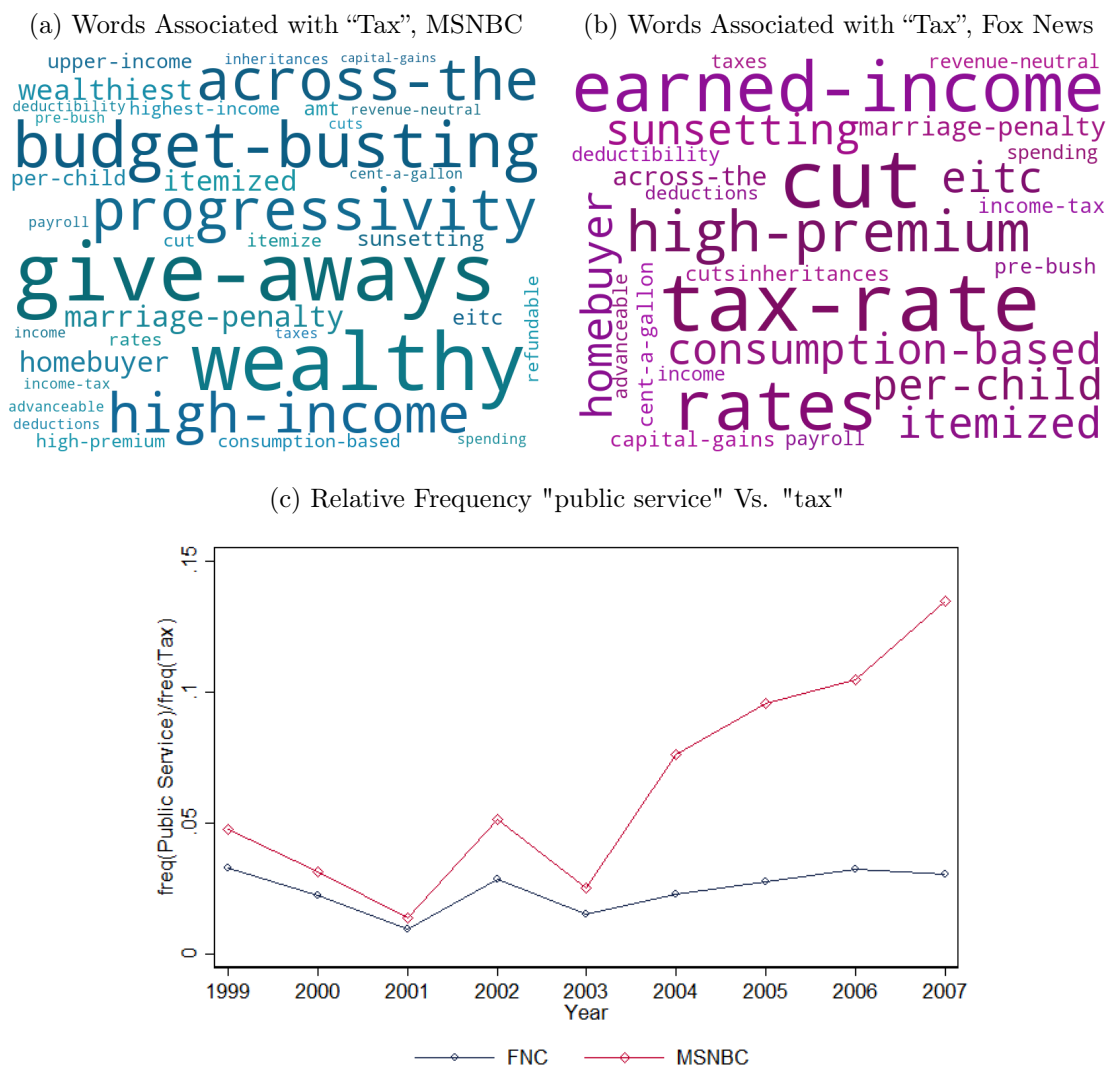 (a) Words Associated with “Tax”, MSNBC
upper-income inheritances capital-gains
wealthiest across-the
deductibility highest-income amt revenue-neutral
pre-bush cuts
budget-busting
per-child itemized cent-a-gallon
payroll progressivity
cut itemize sunsetting
give-aways
marriage-penalty eitc refundable
income rates taxes
homebuyer wealthy
income-tax
advanceable high-income
deductions
high-premium consumption-based spending
(b) Words Associated with “Tax”, Fox News
taxes revenue-neutral
earned-income
sunsetting marriage-penalty
deductibility cut spending
across-the eitc
deductions income-tax
homebuyer high-premium
cuts inheritances pre-bush
advanceable cent-a-gallon tax-rate
consumption-based
income per-child
rates itemized
capital-gains payroll
(c) Relative Frequency "public service" Vs. "tax"
freq(Public Service)/freq(Tax)
.15
.1
.05
0
1999 2000 2001 2002 2003 2004 2005 2006 2007
Year
FNC MSNBC